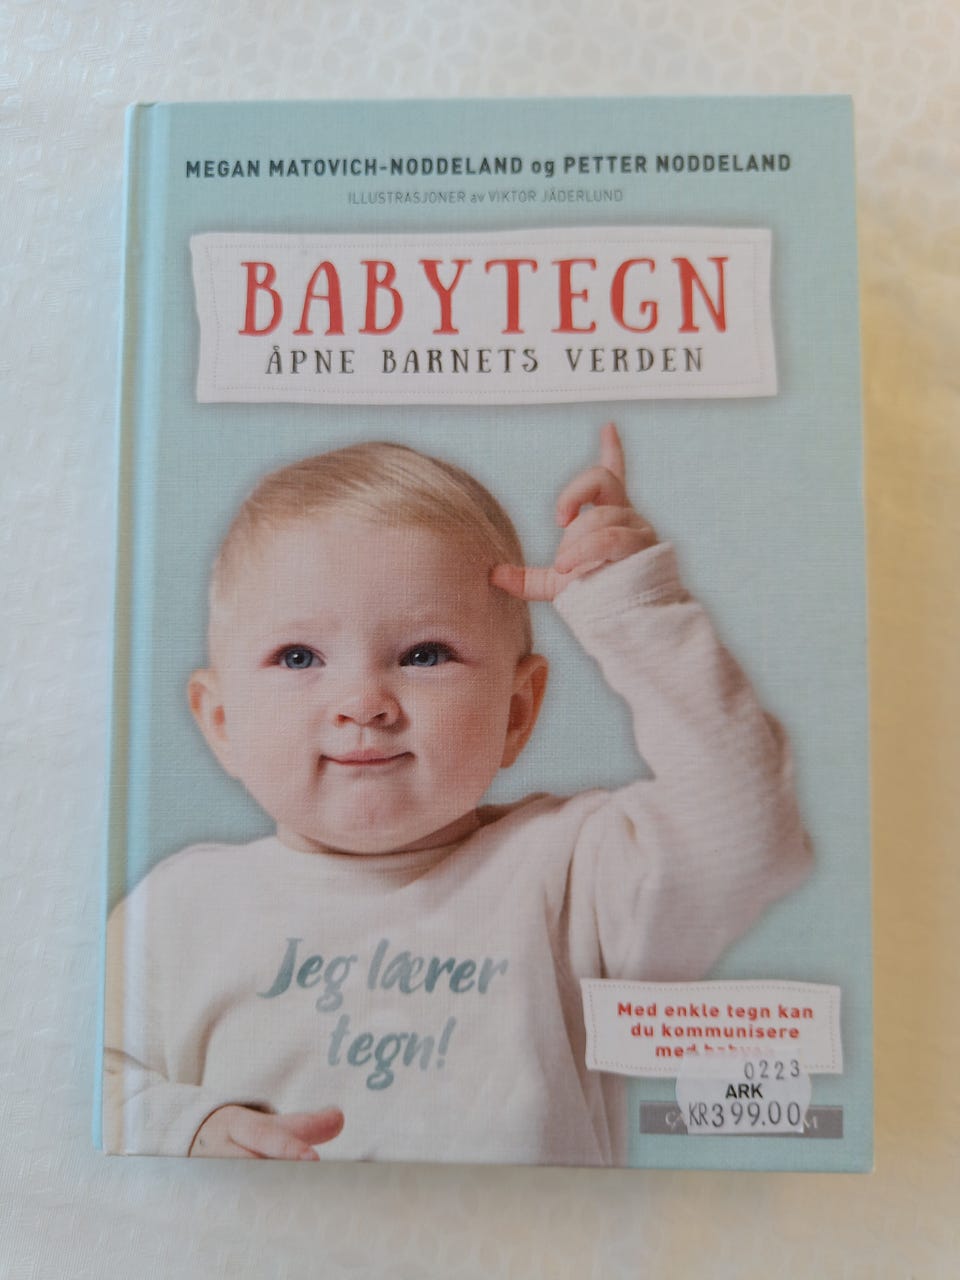 MEGAN MATOVICH-NODDELAND og PETTER NODDELAND
ILLUSTRASJONER av VIKTOR JÄDERLUND
BABYTEGN
ÅPNE BARNETS VERDEN
Jeg lærer
tegn!
Med enkle tegn kan
du kommunisere
med
0223
ARK
KR399.00